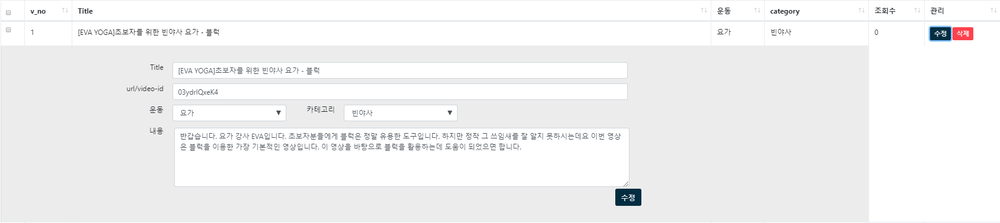 v_no Title 운동 category 조회수 관리
1 [EVA YOGA]초보자를 위한 빈야사 요가 - 블럭 요가 빈야사 0 수정 삭제
Title [EVA YOGA]초보자를 위한 빈야사 요가 - 블럭
url/video-id 03ydrIQxeK4
운동 요가 카테고리 빈야사
내용 반갑습니다. 요가 강사 EVA입니다. 초보자분들에게 블럭은 정말 유용한 도구입니다. 하지만 정작 그 쓰임새를 잘 알지 못하시는데요 이번 영상
은 블럭을 이용한 가장 기본적인 영상입니다. 이 영상을 바탕으로 블럭을 활용하는데 도움이 되었으면 합니다.
수정